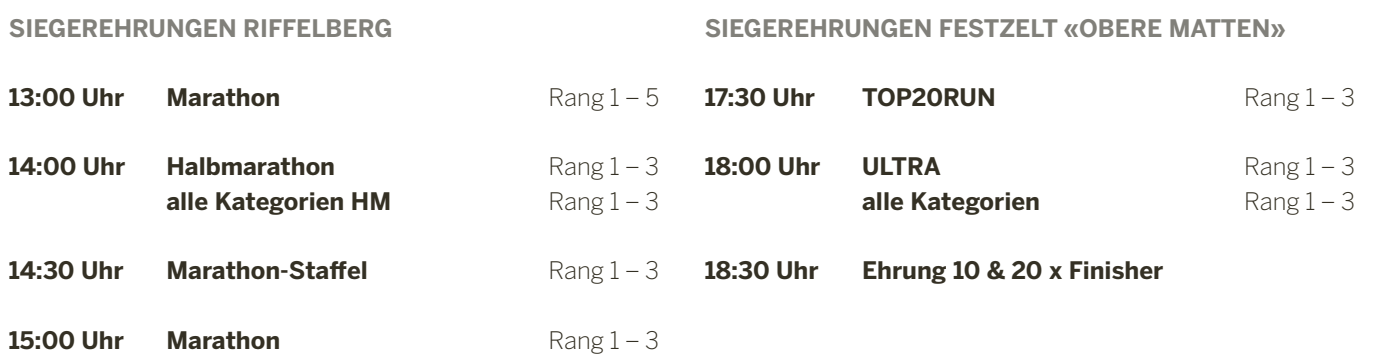 SIEGEREHRUNGEN RIFFELBERG
13:00 Uhr Marathon Rang 1 – 5
14:00 Uhr Halbmarathon Rang 1 – 3
alle Kategorien HM Rang 1 – 3
14:30 Uhr Marathon-Staffel Rang 1 – 3
15:00 Uhr Marathon Rang 1 – 3
SIEGEREHRUNGEN FESTZELT «OBERE MATTEN»
17:30 Uhr TOP20RUN Rang 1 – 3
18:00 Uhr ULTRA Rang 1 – 3
alle Kategorien Rang 1 – 3
18:30 Uhr Ehrung 10 & 20 x Finisher